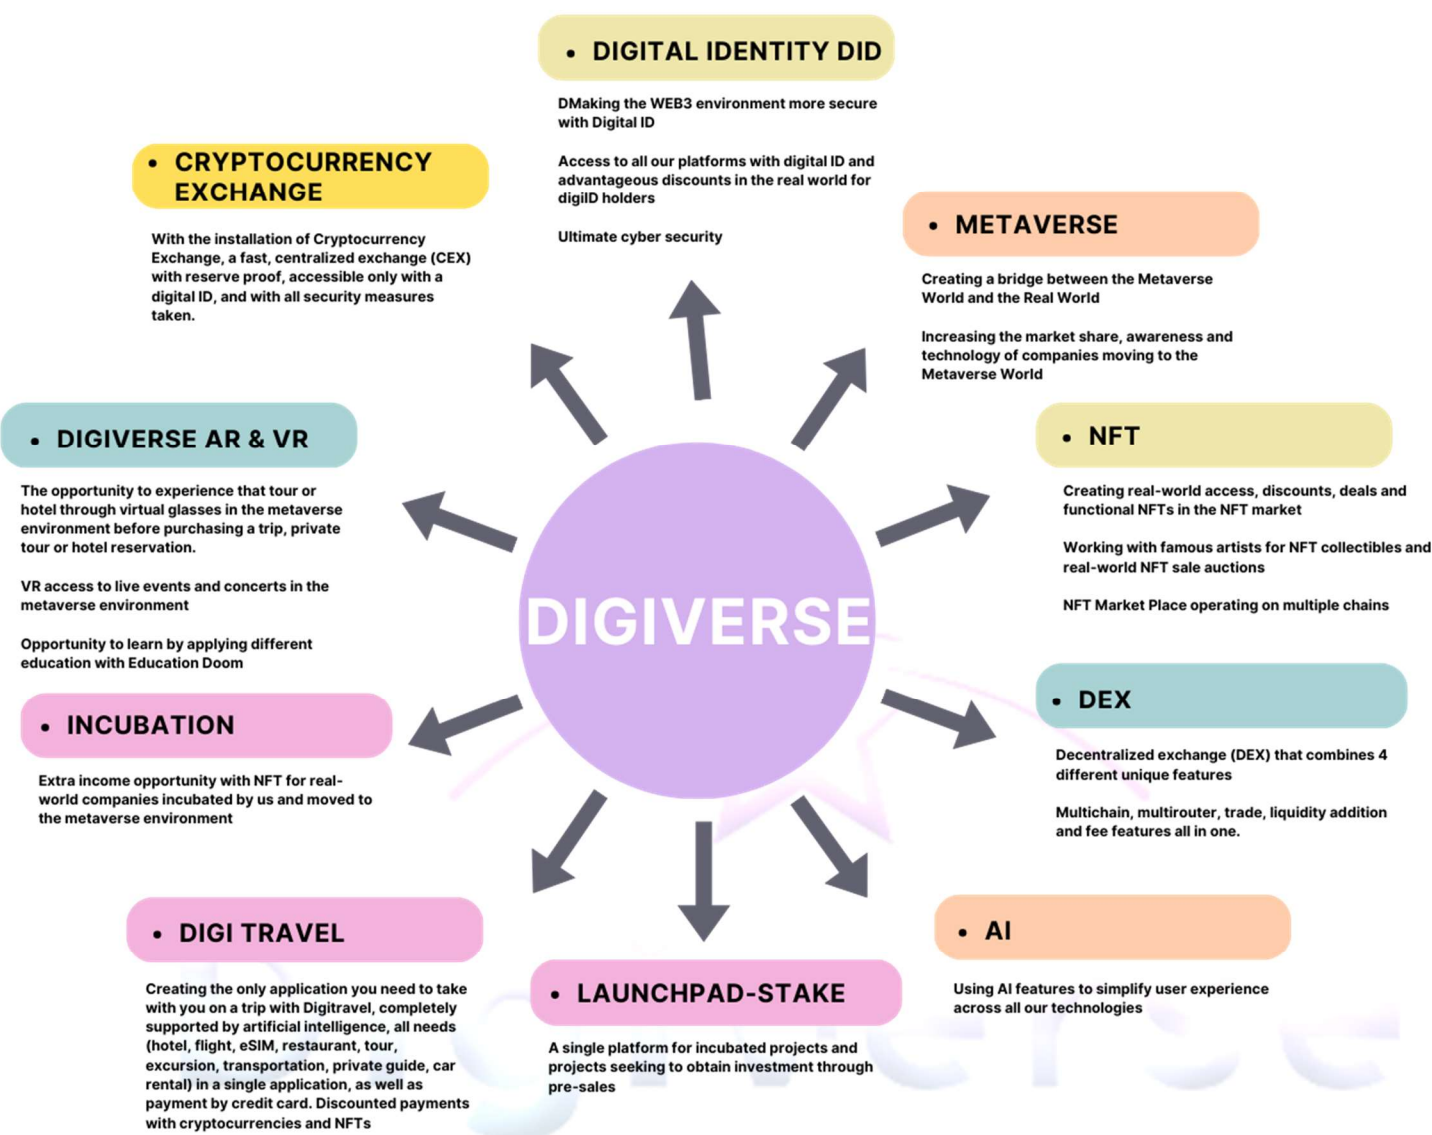 • DIGITAL IDENTITY DID
DMaking the WEB3 environment more secure
with Digital ID
Access to all our platforms with digital ID and
advantageous discounts in the real world for
digiID holders
Ultimate cyber security
• CRYPTOCURRENCY
EXCHANGE
With the installation of Cryptocurrency
Exchange, a fast, centralized exchange (CEX)
with reserve proof, accessible only with a
digital ID, and with all security measures
taken.
• METAVERSE
Creating a bridge between the Metaverse
World and the Real World
Increasing the market share, awareness and
technology of companies moving to the
Metaverse World
• DIGIVERSE AR & VR
The opportunity to experience that tour or
hotel through virtual glasses in the metaverse
environment before purchasing a trip, private
tour or hotel reservation.
VR access to live events and concerts in the
metaverse environment
Opportunity to learn by applying different
education with Education Doom
• NFT
Creating real-world access, discounts, deals and
functional NFTs in the NFT market
Working with famous artists for NFT collectibles and
real-world NFT sale auctions
NFT Market Place operating on multiple chains
DIGIVERSE
• INCUBATION
Extra income opportunity with NFT for real-
world companies incubated by us and moved to
the metaverse environment
• DEX
Decentralized exchange (DEX) that combines 4
different unique features
Multichain, multirouter, trade, liquidity addition
and fee features all in one.
• DIGI TRAVEL
Creating the only application you need to take
with you on a trip with Digitravel, completely
supported by artificial intelligence, all needs
(hotel, flight, eSIM, restaurant, tour,
excursion, transportation, private guide, car
rental) in a single application, as well as
payment by credit card. Discounted payments
with cryptocurrencies and NFTs
• LAUNCHPAD-STAKE
A single platform for incubated projects and
projects seeking to obtain investment through
pre-sales
• AI
Using AI features to simplify user experience
across all our technologies
Digiverse